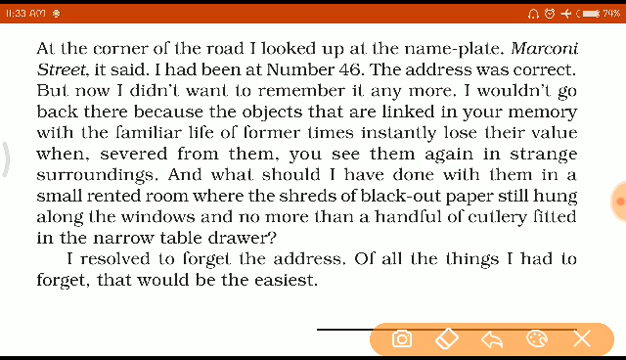 11:33 AM
79%
At the corner of the road I looked up at the name-plate. Marconi
Street, it said. I had been at Number 46. The address was correct.
But now I didn't want to remember it any more. I wouldn't go
back there because the objects that are linked in your memory
with the familiar life of former times instantly lose their value
when, severed from them, you see them again in strange
surroundings. And what should I have done with them in a
small rented room where the shreds of black-out paper still hung
along the windows and no more than a handful of cutlery fitted
in the narrow table drawer?
I resolved to forget the address. Of all the things I had to
forget, that would be the easiest.